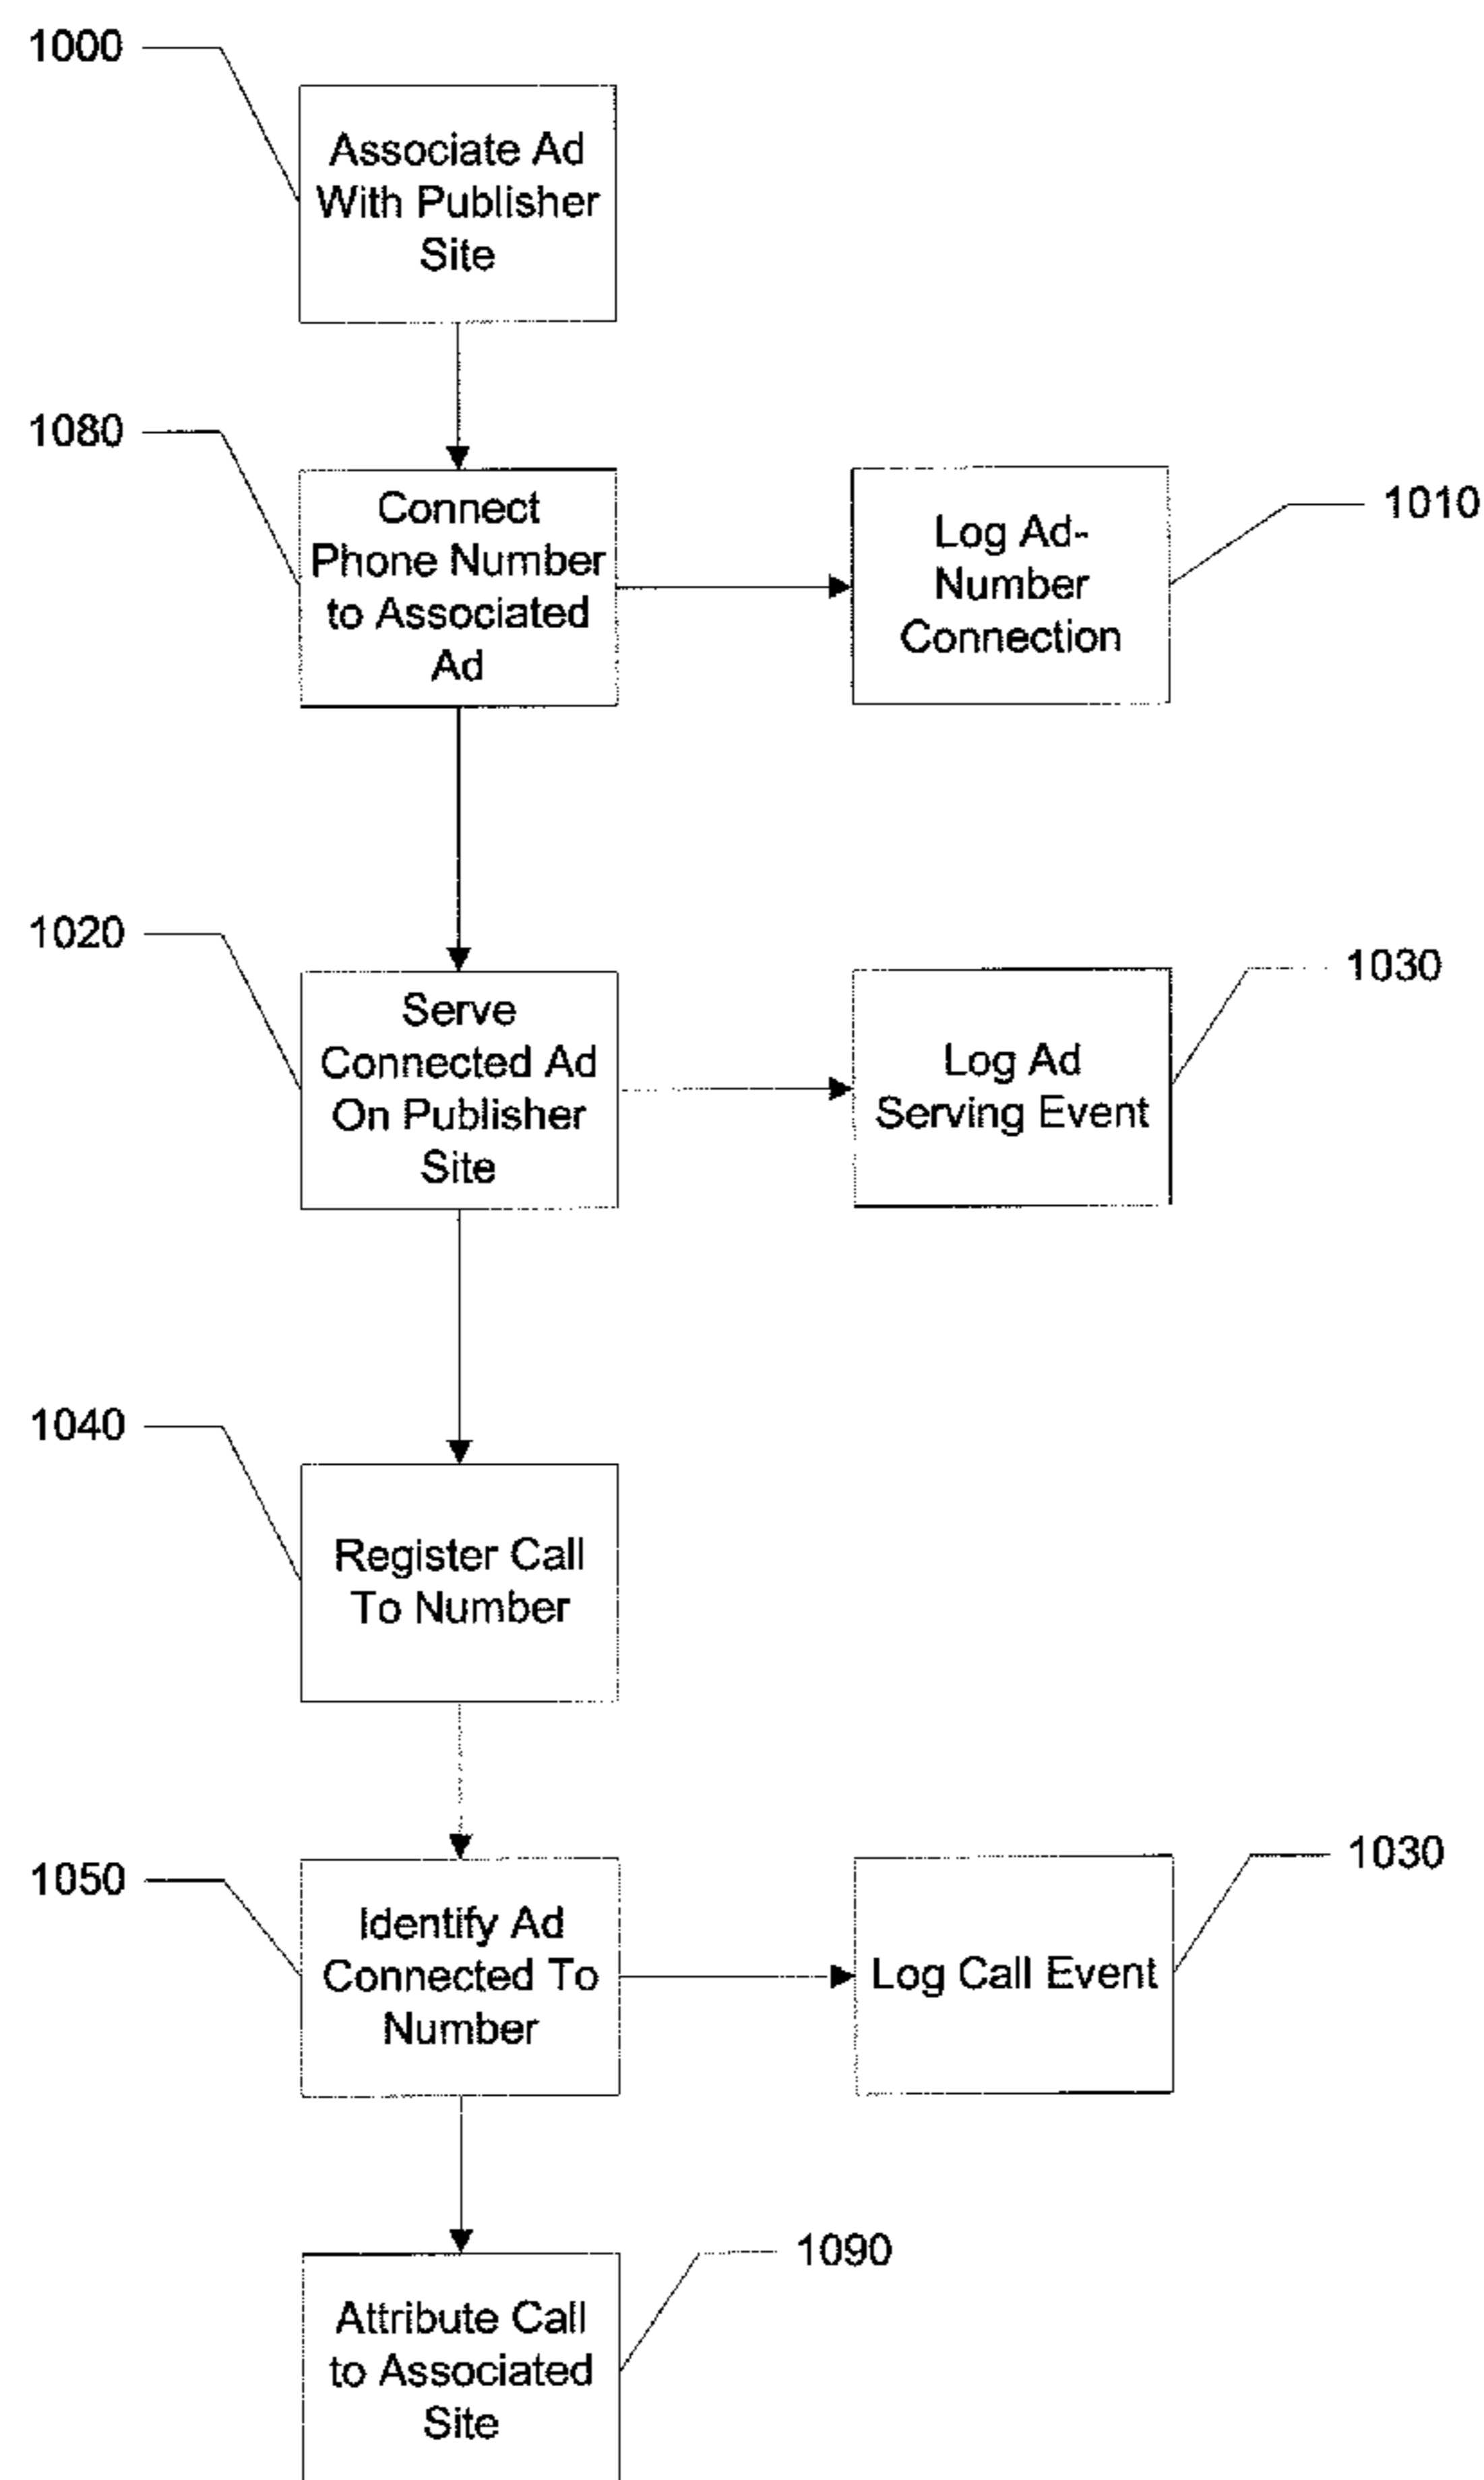 1000
Associate Ad
With Publisher
Site
1080
Connect
Phone Number
to Associated
Ad
Log Ad-
Number
Connection
1010
1020
Serve
Connected Ad
On Publisher
Site
Log Ad
Serving Event
1030
1040
Register Call
To Number
1050
Identify Ad
Connected To
Number
Log Call Event
1030
Attribute Call
to Associated
Site
1090